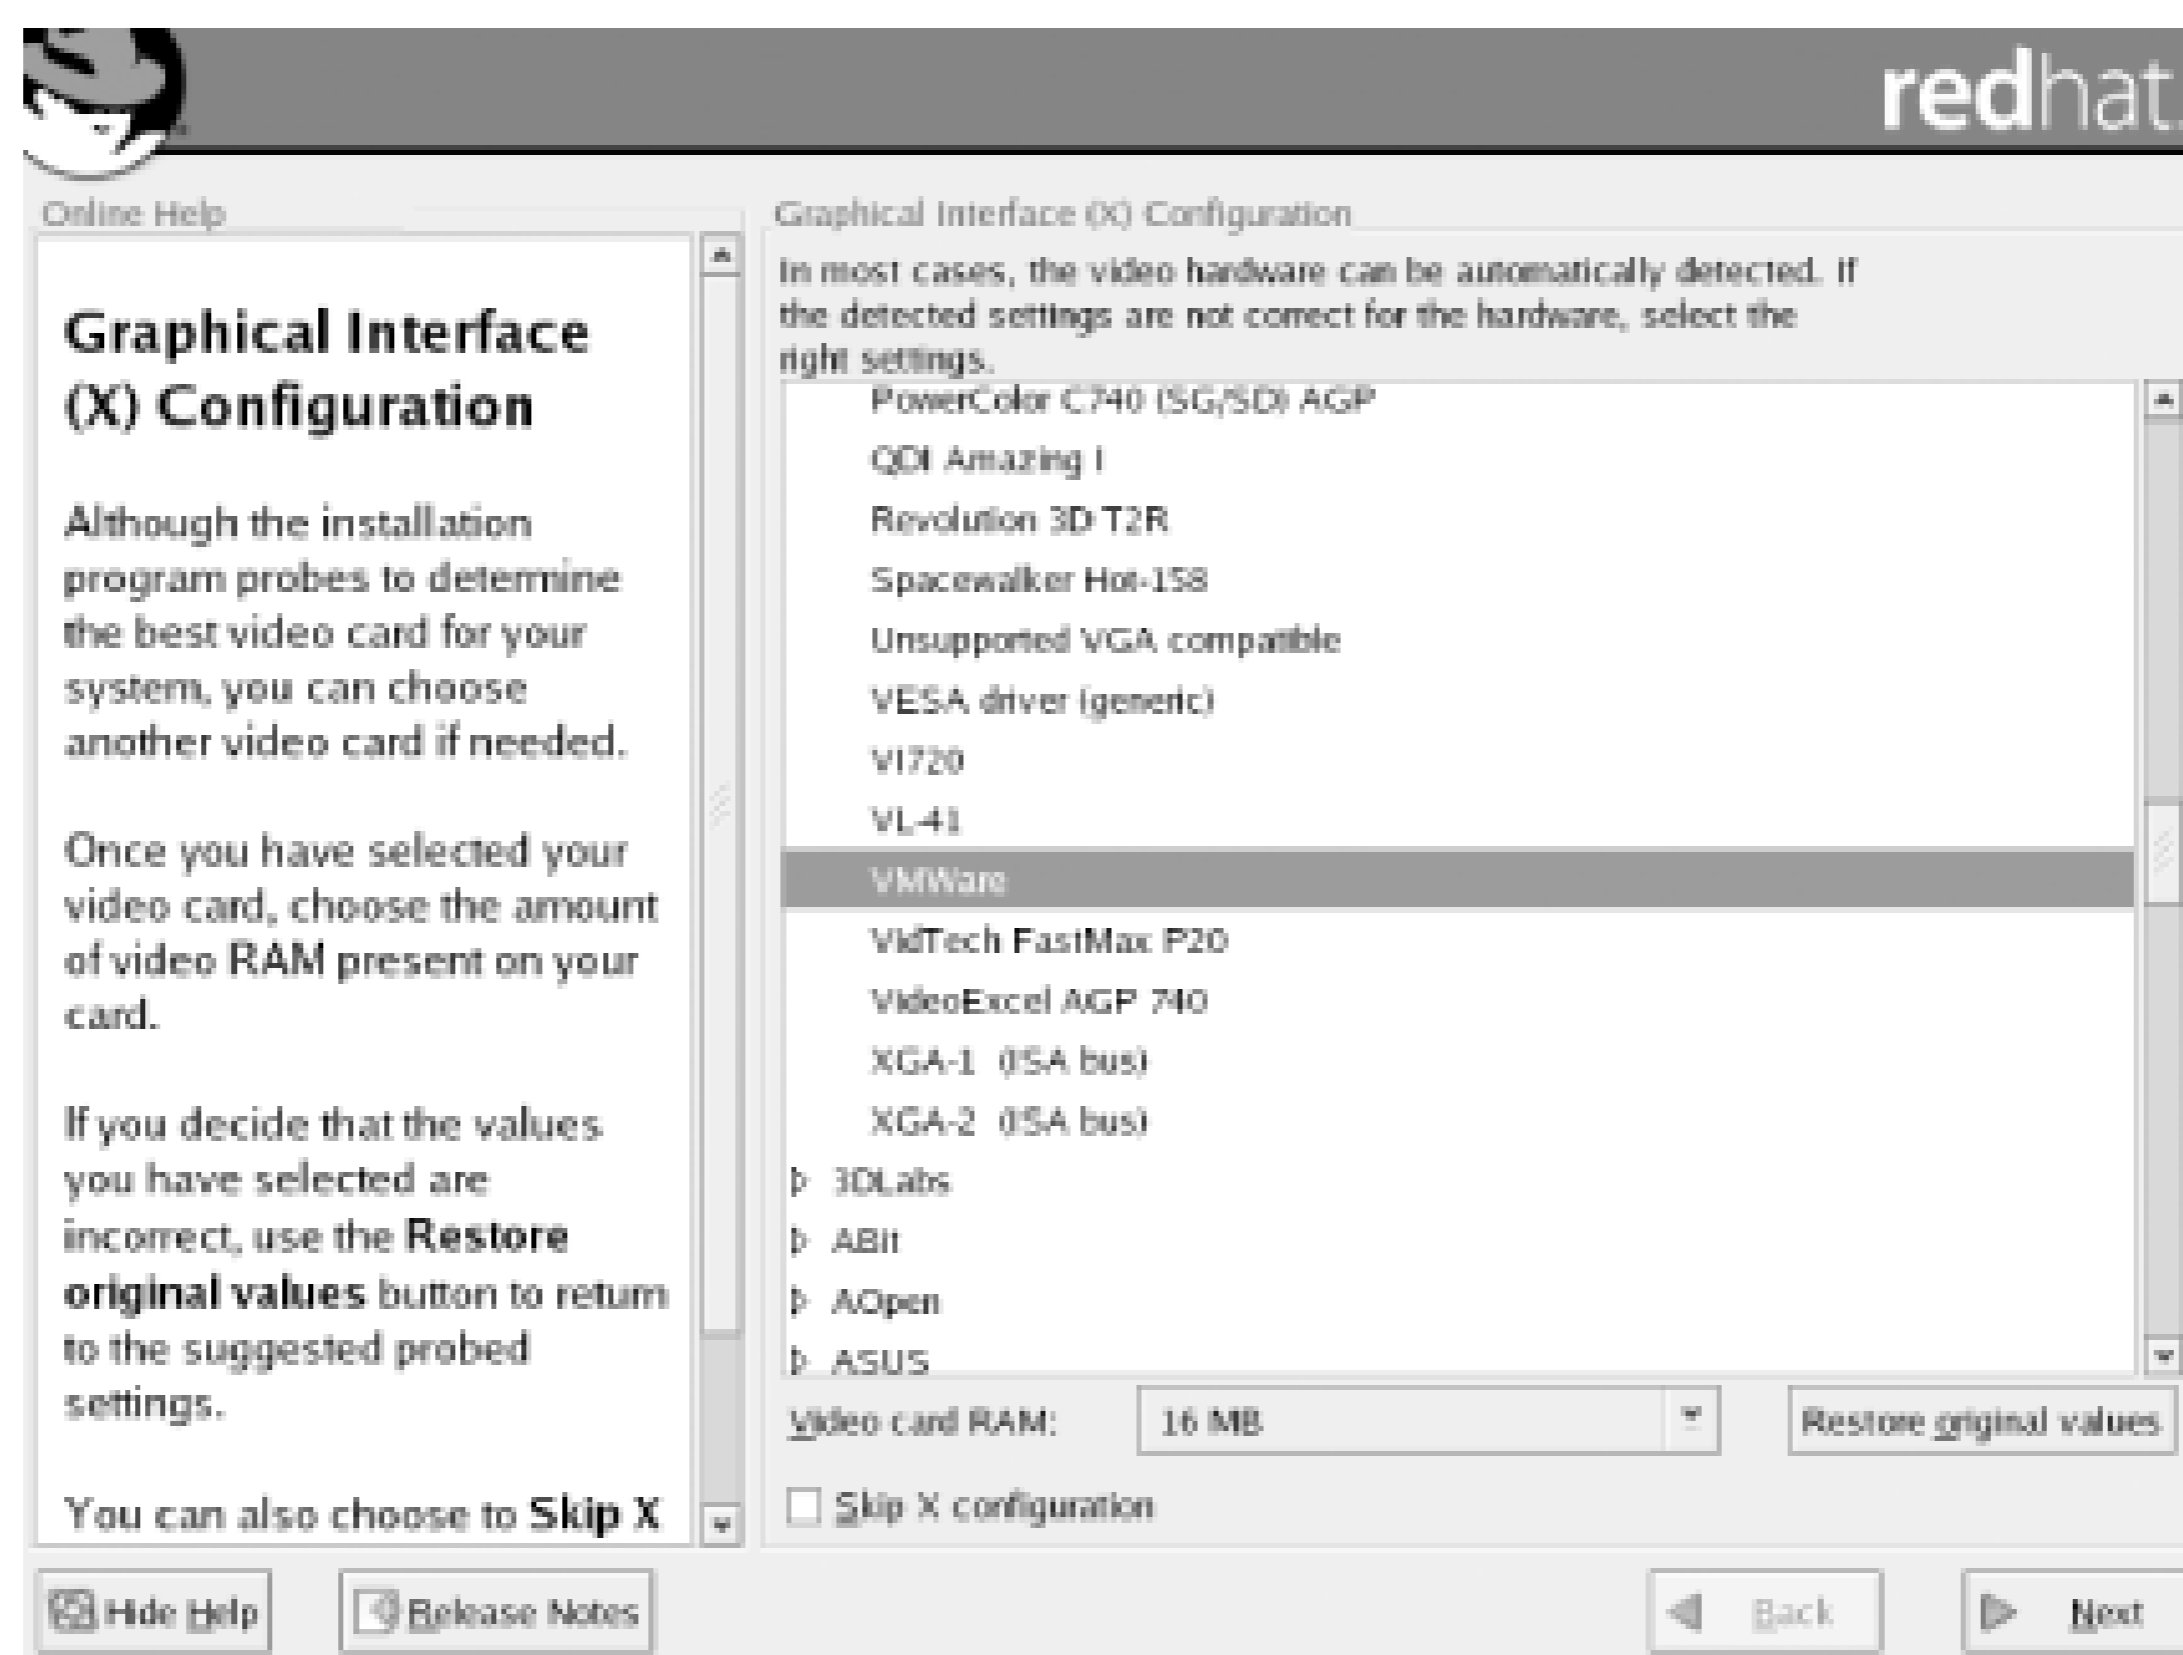 redhat.
Online Help
Graphical Interface
(X) Configuration
Although the installation
program probes to determine
the best video card for your
system, you can choose
another video card if needed.
Once you have selected your
video card, choose the amount
of video RAM present on your
card.
If you decide that the values
you have selected are
incorrect, use the Restore
original values button to return
to the suggested probed
settings.
You can also choose to Skip X
Graphical Interface (X) Configuration
In most cases, the video hardware can be automatically detected. If
the detected settings are not correct for the hardware, select the
right settings.
PowerColor C740 (SG/SD) AGP
QDI Amazing I
Revolution 3D T2R
Spacewalker Hot-158
Unsupported VGA compatible
VESA driver (generic)
VI720
VL-41
VMWare
VidTech FastMax P20
VideoExcel AGP 740
XGA-1 (ISA bus)
XGA-2 (ISA bus)
3DLabs
ABit
AOpen
ASUS
Video card RAM: 16 MB Restore original values
Skip X configuration
Hide Help Release Notes Back Next